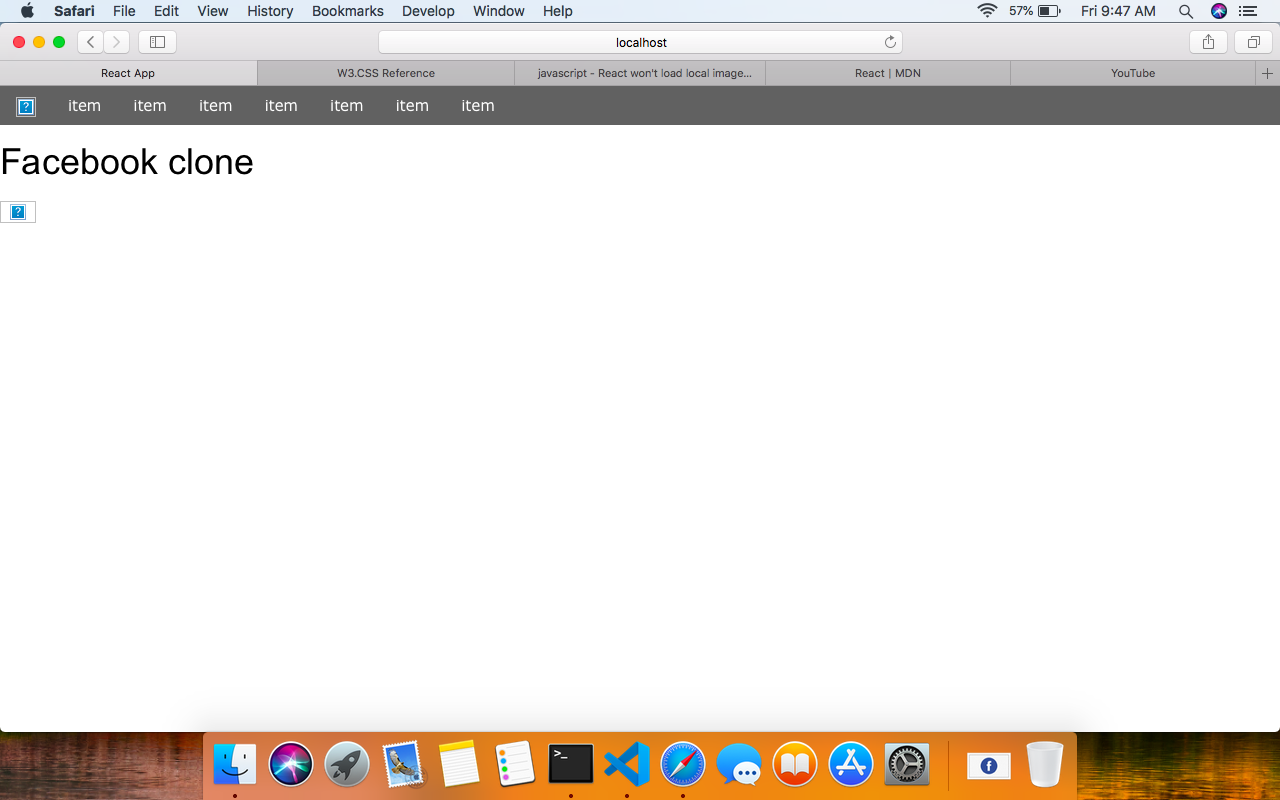 Safari File Edit View History Bookmarks Develop Window Help 57% Fri 9:47 AM
localhost
React App W3.CSS Reference javascript - React won't load local image... React | MDN YouTube +
? item item item item item item item
Facebook clone
?
>_ f